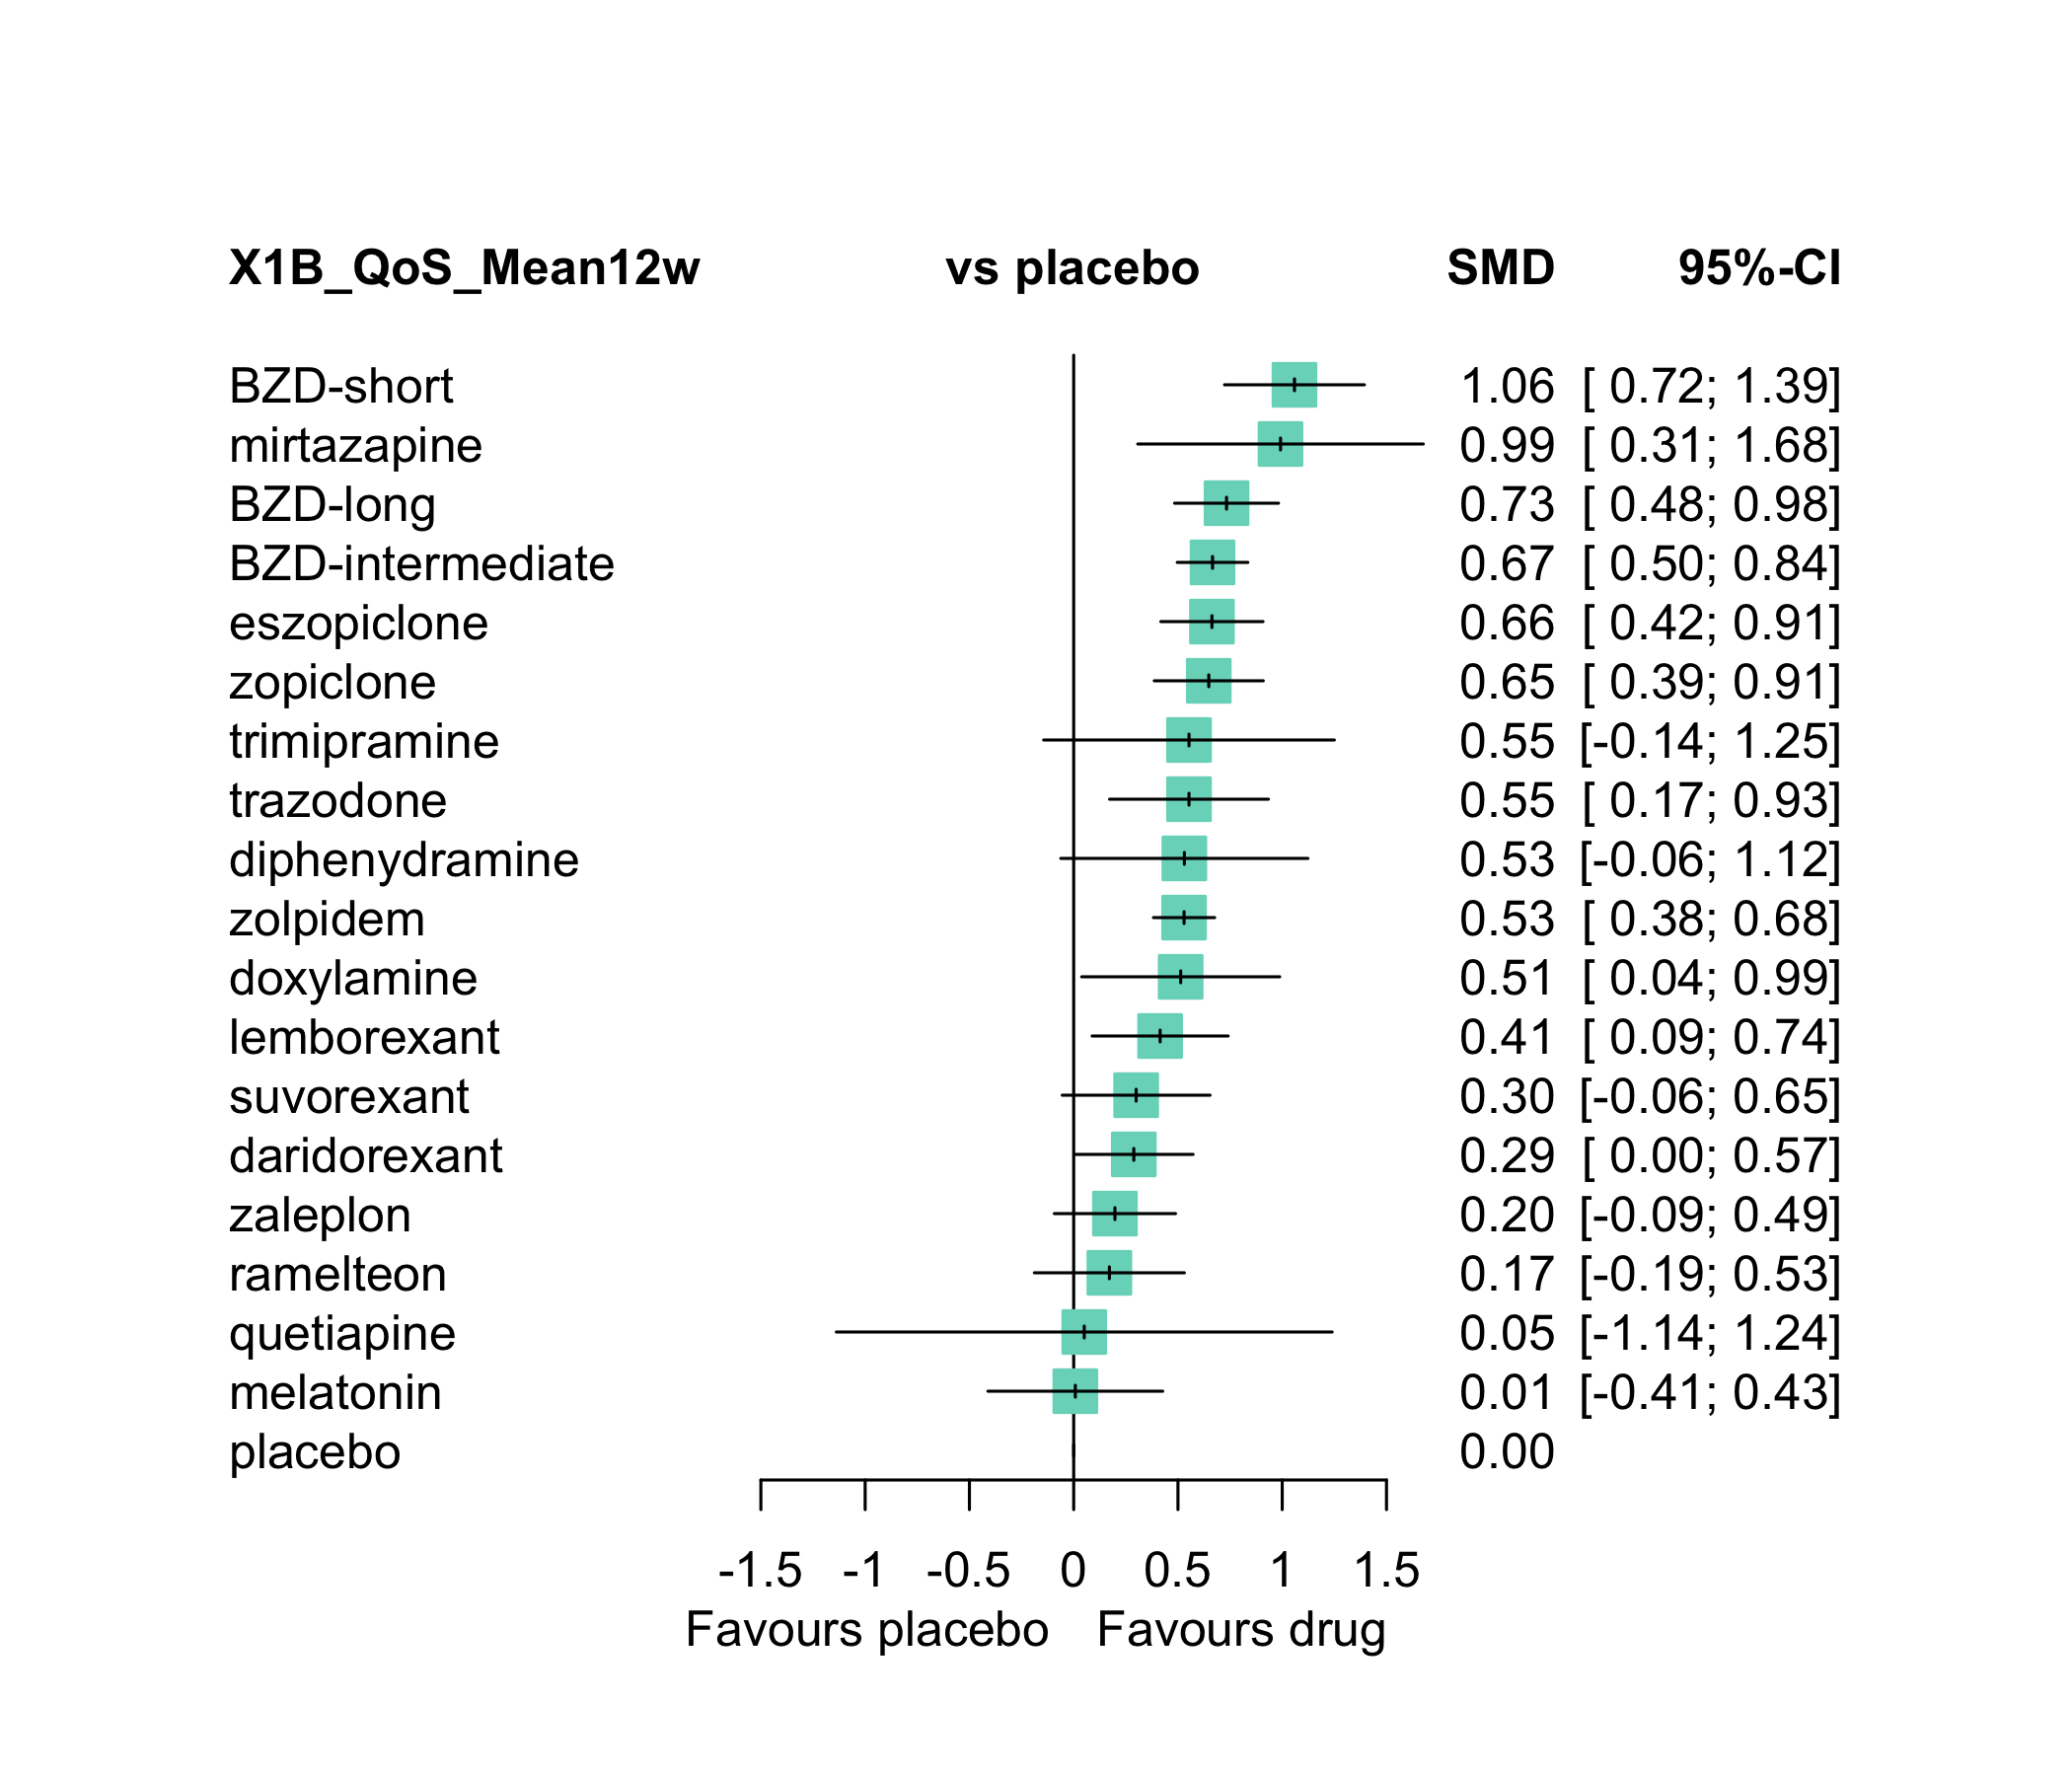 X1B_QoS_Mean12w vs placebo SMD 95%-CI
BZD-short 1.06 [ 0.72; 1.39]
mirtazapine 0.99 [ 0.31; 1.68]
BZD-long 0.73 [ 0.48; 0.98]
BZD-intermediate 0.67 [ 0.50; 0.84]
eszopiclone 0.66 [ 0.42; 0.91]
zopiclone 0.65 [ 0.39; 0.91]
trimipramine 0.55 [-0.14; 1.25]
trazodone 0.55 [ 0.17; 0.93]
diphenydramine 0.53 [-0.06; 1.12]
zolpidem 0.53 [ 0.38; 0.68]
doxylamine 0.51 [ 0.04; 0.99]
lemborexant 0.41 [ 0.09; 0.74]
suvorexant 0.30 [-0.06; 0.65]
daridorexant 0.29 [ 0.00; 0.57]
zaleplon 0.20 [-0.09; 0.49]
ramelteon 0.17 [-0.19; 0.53]
quetiapine 0.05 [-1.14; 1.24]
melatonin 0.01 [-0.41; 0.43]
placebo 0.00
-1.5 -1 -0.5 0 0.5 1 1.5
Favours placebo Favours drug